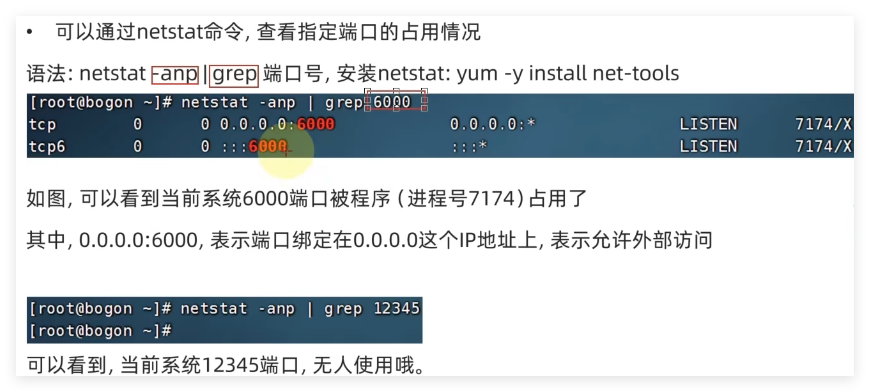 • 可以通过netstat命令, 查看指定端口的占用情况
语法: netstat -anp | grep 端口号, 安装netstat: yum -y install net-tools
[root@bogon ~]# netstat -anp | grep 6000
tcp 0 0 0.0.0.0:6000 0.0.0.0:* LISTEN 7174/X
tcp6 0 0 :::6000 :::* LISTEN 7174/X
如图, 可以看到当前系统6000端口被程序 ( 进程号7174 ) 占用了
其中, 0.0.0.0:6000, 表示端口绑定在0.0.0.0这个IP地址上, 表示允许外部访问
[root@bogon ~]# netstat -anp | grep 12345
[root@bogon ~]#
可以看到, 当前系统12345端口, 无人使用哦。